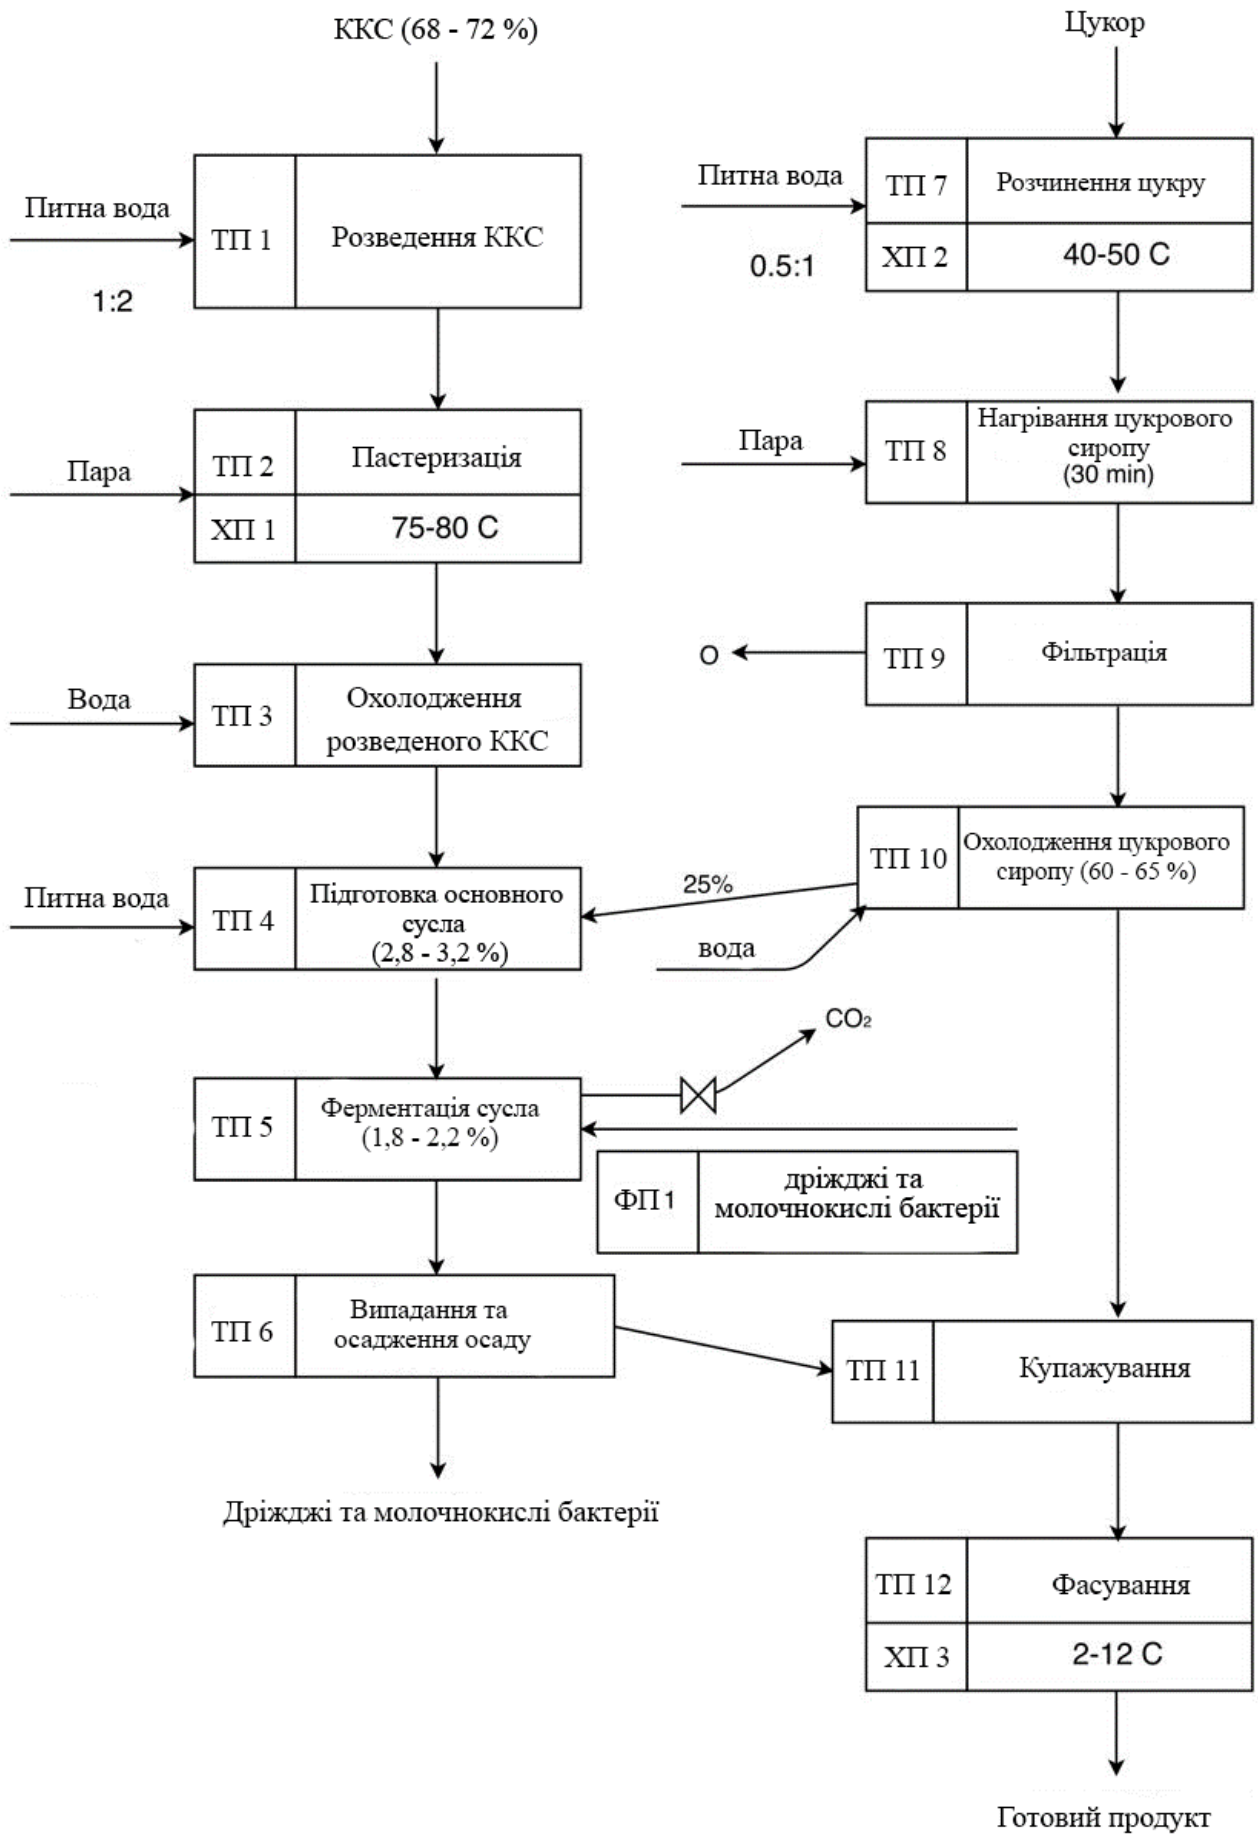 ККС (68 - 72 %)
Питна вода
1:2
ТП 1
Розведення ККС
Пара
ТП 2
Пастеризація
ХП 1
75-80 C
Вода
ТП 3
Охолодження
розведеного ККС
Питна вода
ТП 4
Підготовка основного
сусла
(2,8 - 3,2 %)
25%
вода
ТП 5
Ферментація сусла
(1,8 - 2,2 %)
CO₂
ФП 1
дріжджі та
молочнокислі бактерії
ТП 6
Випадання та
осадження осаду
Дріжджі та молочнокислі бактерії
Цукор
Питна вода
0.5:1
ТП 7
Розчинення цукру
ХП 2
40-50 C
Пара
ТП 8
Нагрівання цукрового
сиропу
(30 min)
О
ТП 9
Фільтрація
ТП 10
Охолодження цукрового
сиропу (60 - 65 %)
ТП 11
Купажування
ТП 12
Фасування
ХП 3
2-12 C
Готовий продукт